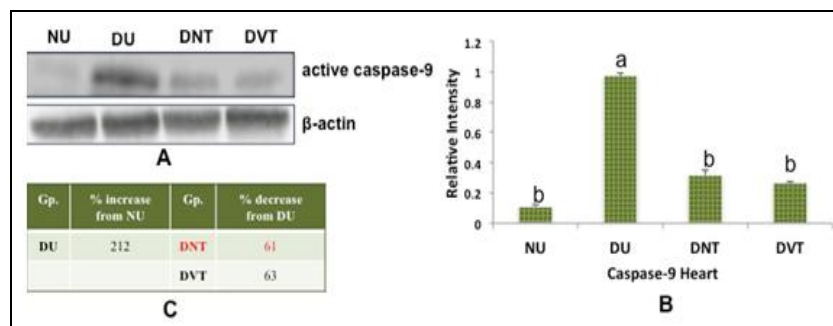 NU DU DNT DVT
active caspase-9
β-actin
A
Gp. % increase from NU Gp. % decrease from DU
DU 212 DNT 61
DVT 63
C
Relative Intensity
1.2
1
0.8
0.6
0.4
0.2
0
b
a
b
b
NU DU DNT DVT
Caspase-9 Heart
B